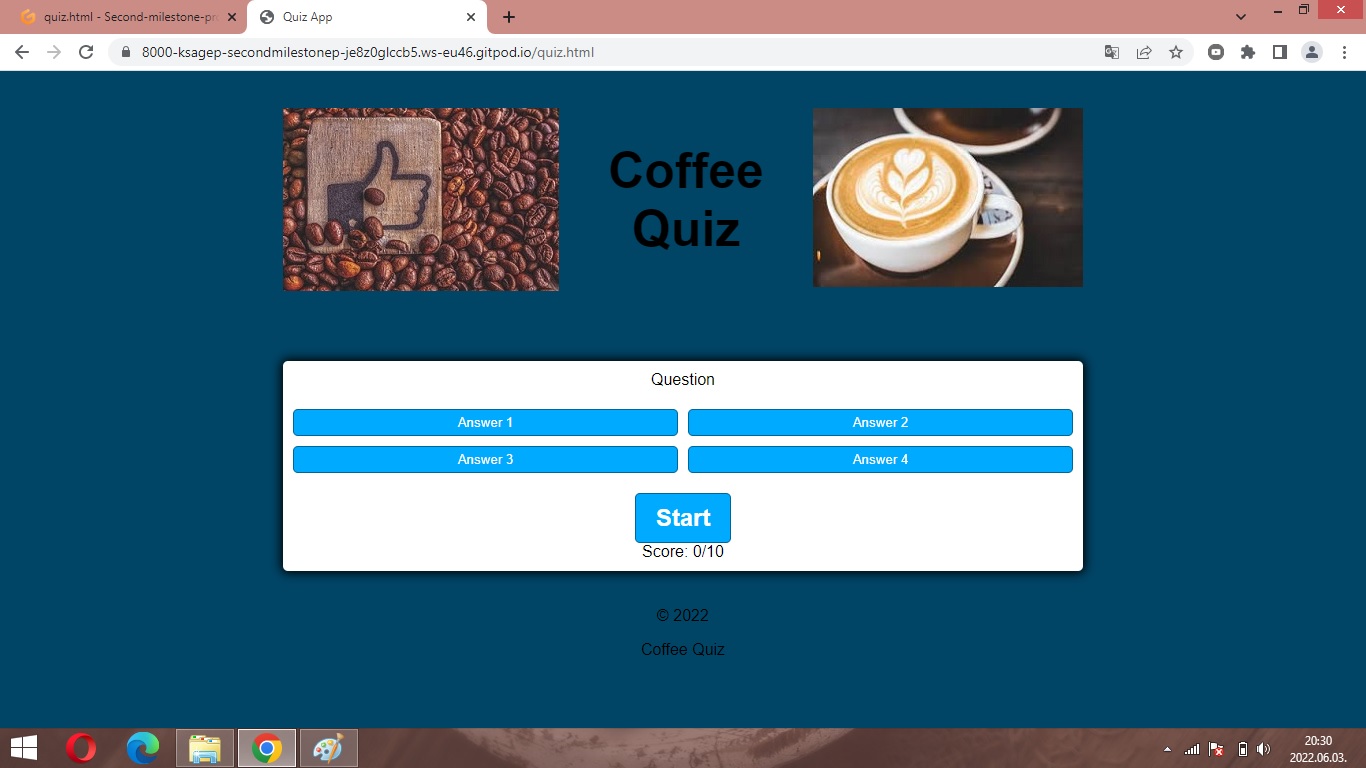 quiz.html - Second-milestone-pr
Quiz App
8000-ksagep-secondmilestonep-je8z0glccb5.ws-eu46.gitpod.io/quiz.html
Coffee
Quiz
Question
Answer 1
Answer 2
Answer 3
Answer 4
Start
Score: 0/10
© 2022
Coffee Quiz
20:30
2022.06.03.